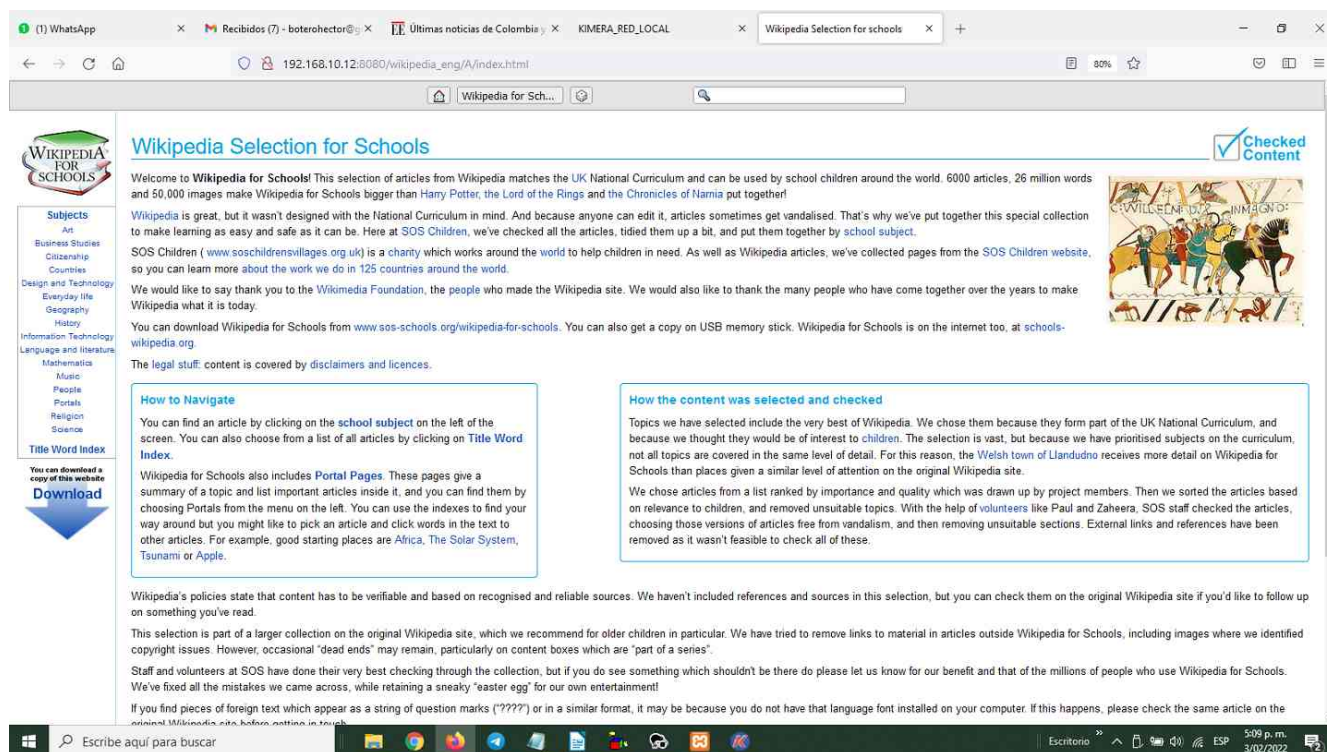 (1) WhatsApp
Recibidos (7) - boterohector@g
Últimas noticias de Colombia y
KIMERA_RED_LOCAL
Wikipedia Selection for schools
192.168.10.12:8080/wikipedia_eng/A/index.html
80%
Wikipedia for Sch...
WIKIPEDIA
FOR
SCHOOLS
Subjects
Art
Business Studies
Citizenship
Countries
Design and Technology
Everyday life
Geography
History
Information Technology
Language and literature
Mathematics
Music
People
Portals
Religion
Science
Title Word Index
You can download a
copy of this website
Download
Wikipedia Selection for Schools
Checked
Content
Welcome to Wikipedia for Schools! This selection of articles from Wikipedia matches the UK National Curriculum and can be used by school children around the world. 6000 articles, 26 million words
and 50,000 images make Wikipedia for Schools bigger than Harry Potter, the Lord of the Rings and the Chronicles of Narnia put together!
Wikipedia is great, but it wasn't designed with the National Curriculum in mind. And because anyone can edit it, articles sometimes get vandalised. That's why we've put together this special collection
to make learning as easy and safe as it can be. Here at SOS Children, we've checked all the articles, tidied them up a bit, and put them together by school subject.
SOS Children ( www.soschildrensvillages.org.uk) is a charity which works around the world to help children in need. As well as Wikipedia articles, we've collected pages from the SOS Children website,
so you can learn more about the work we do in 125 countries around the world.
We would like to say thank you to the Wikimedia Foundation, the people who made the Wikipedia site. We would also like to thank the many people who have come together over the years to make
Wikipedia what it is today.
You can download Wikipedia for Schools from www.sos-schools.org/wikipedia-for-schools. You can also get a copy on USB memory stick. Wikipedia for Schools is on the internet too, at schools-
wikipedia.org.
The legal stuff: content is covered by disclaimers and licences.
How to Navigate
You can find an article by clicking on the school subject on the left of the
screen. You can also choose from a list of all articles by clicking on Title Word
Index.
Wikipedia for Schools also includes Portal Pages. These pages give a
summary of a topic and list important articles inside it, and you can find them by
choosing Portals from the menu on the left. You can use the indexes to find your
way around but you might like to pick an article and click words in the text to
other articles. For example, good starting places are Africa, The Solar System,
Tsunami or Apple.
How the content was selected and checked
Topics we have selected include the very best of Wikipedia. We chose them because they form part of the UK National Curriculum, and
because we thought they would be of interest to children. The selection is vast, but because we have prioritised subjects on the curriculum,
not all topics are covered in the same level of detail. For this reason, the Welsh town of Llandudno receives more detail on Wikipedia for
Schools than places given a similar level of attention on the original Wikipedia site.
We chose articles from a list ranked by importance and quality which was drawn up by project members. Then we sorted the articles based
on relevance to children, and removed unsuitable topics. With the help of volunteers like Paul and Zaheera, SOS staff checked the articles,
choosing those versions of articles free from vandalism, and then removing unsuitable sections. External links and references have been
removed as it wasn't feasible to check all of these.
Wikipedia's policies state that content has to be verifiable and based on recognised and reliable sources. We haven't included references and sources in this selection, but you can check them on the original Wikipedia site if you'd like to follow up
on something you've read.
This selection is part of a larger collection on the original Wikipedia site, which we recommend for older children in particular. We have tried to remove links to material in articles outside Wikipedia for Schools, including images where we identified
copyright issues. However, occasional "dead ends" may remain, particularly on content boxes which are "part of a series".
Staff and volunteers at SOS have done their very best checking through the collection, but if you do see something which shouldn't be there do please let us know for our benefit and that of the millions of people who use Wikipedia for Schools.
We've fixed all the mistakes we came across, while retaining a sneaky "easter egg" for our own entertainment!
If you find pieces of foreign text which appear as a string of question marks ("????") or in a similar format, it may be because you do not have that language font installed on your computer. If this happens, please check the same article on the
original Wikipedia site before getting in touch.
Escribe aquí para buscar
Escritorio
ESP
5:09 p. m.
3/02/2022